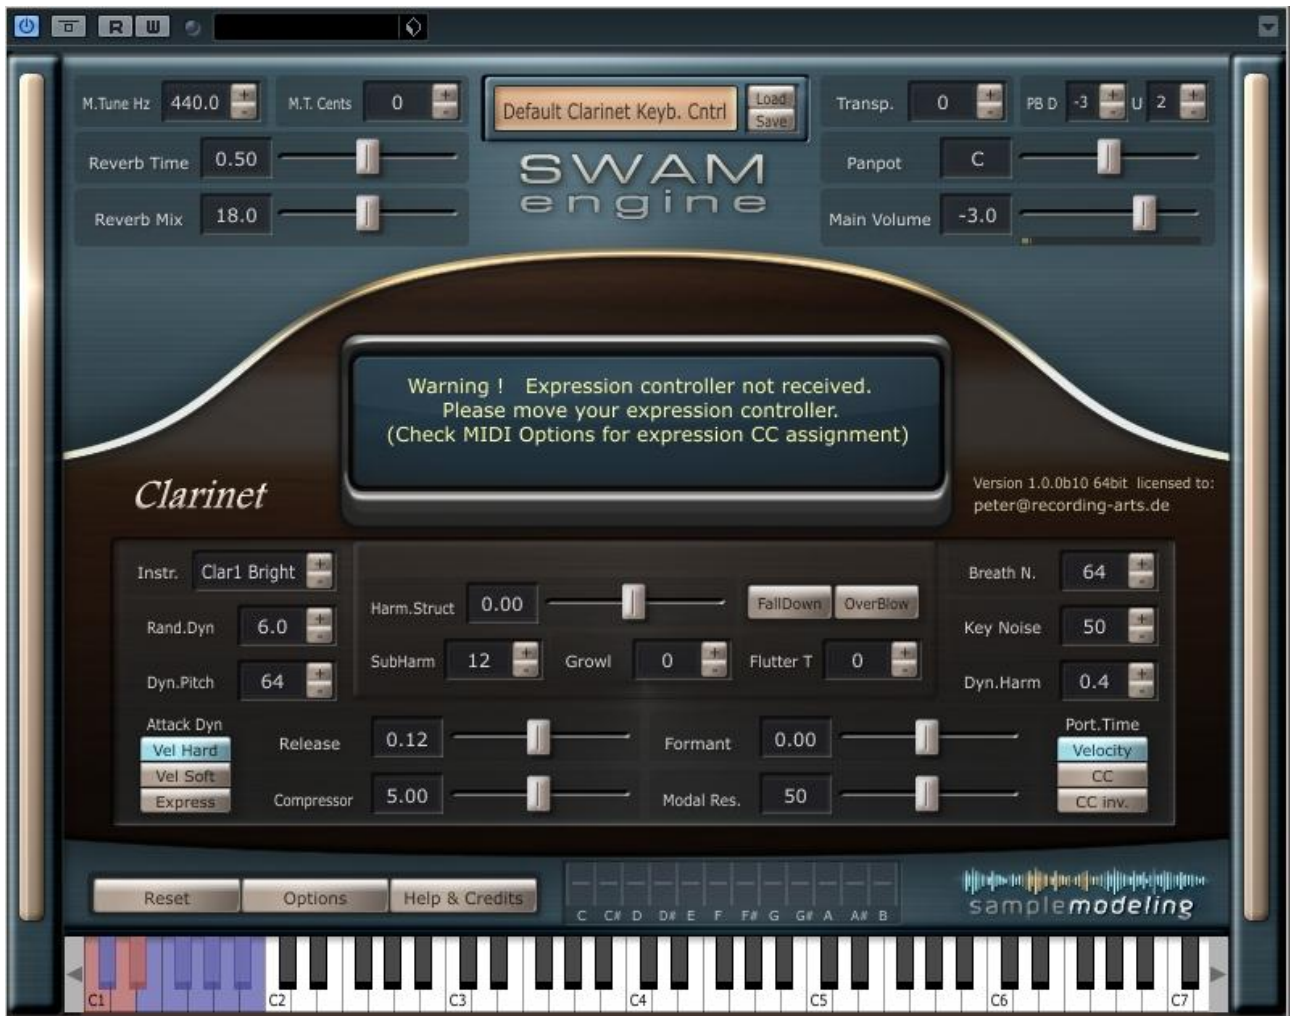 R W
M.Tune Hz 440.0 + -
M.T. Cents 0 + -
Default Clarinet Keyb. Cntrl
Load
Save
Transp. 0 + -
PB D -3 + - U 2 + -
Reverb Time 0.50
Panpot C
Reverb Mix 18.0
Main Volume -3.0
SWAM
engine
Warning ! Expression controller not received.
Please move your expression controller.
(Check MIDI Options for expression CC assignment)
Clarinet
Version 1.0.0b10 64bit licensed to:
peter@recording-arts.de
Instr. Clar1 Bright + -
Harm.Struct 0.00
FallDown OverBlow
Breath N. 64 + -
Rand.Dyn 6.0 + -
Key Noise 50 + -
SubHarm 12 + - Growl 0 + - Flutter T 0 + -
Dyn.Pitch 64 + -
Dyn.Harm 0.4 + -
Attack Dyn
Vel Hard
Vel Soft
Express
Release 0.12
Formant 0.00
Compressor 5.00
Modal Res. 50
Port.Time
Velocity
CC
CC inv.
Reset Options Help & Credits
C C# D D# E F F# G G# A A# B
samplemodeling
C1 C2 C3 C4 C5 C6 C7